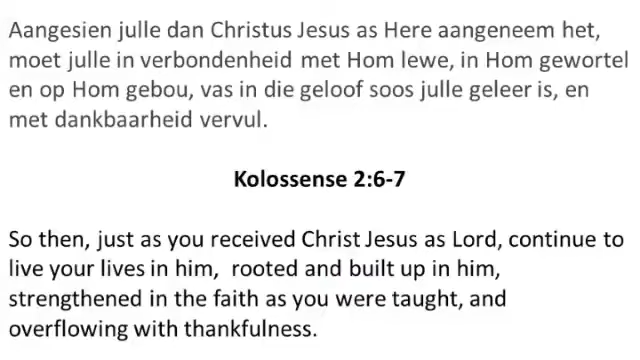 Aangesien julle dan Christus Jesus as Here aangeneem het,
moet julle in verbondenheid met Hom lewe, in Hom gewortel
en op Hom gebou, vas in die geloof soos julle geleer is, en
met dankbaarheid vervul.
Kolossense 2:6-7
So then, just as you received Christ Jesus as Lord, continue to
live your lives in him, rooted and built up in him,
strengthened in the faith as you were taught, and
overflowing with thankfulness.